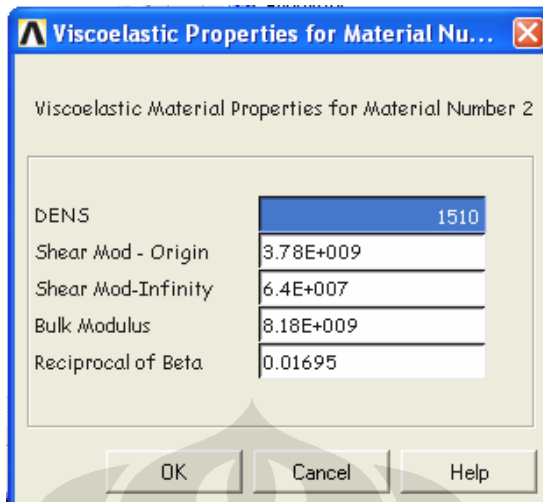 Viscoelastic Properties for Material Nu...
Viscoelastic Material Properties for Material Number 2
DENS 1510
Shear Mod - Origin 3.78E+009
Shear Mod-Infinity 6.4E+007
Bulk Modulus 8.18E+009
Reciprocal of Beta 0.01695
OK Cancel Help